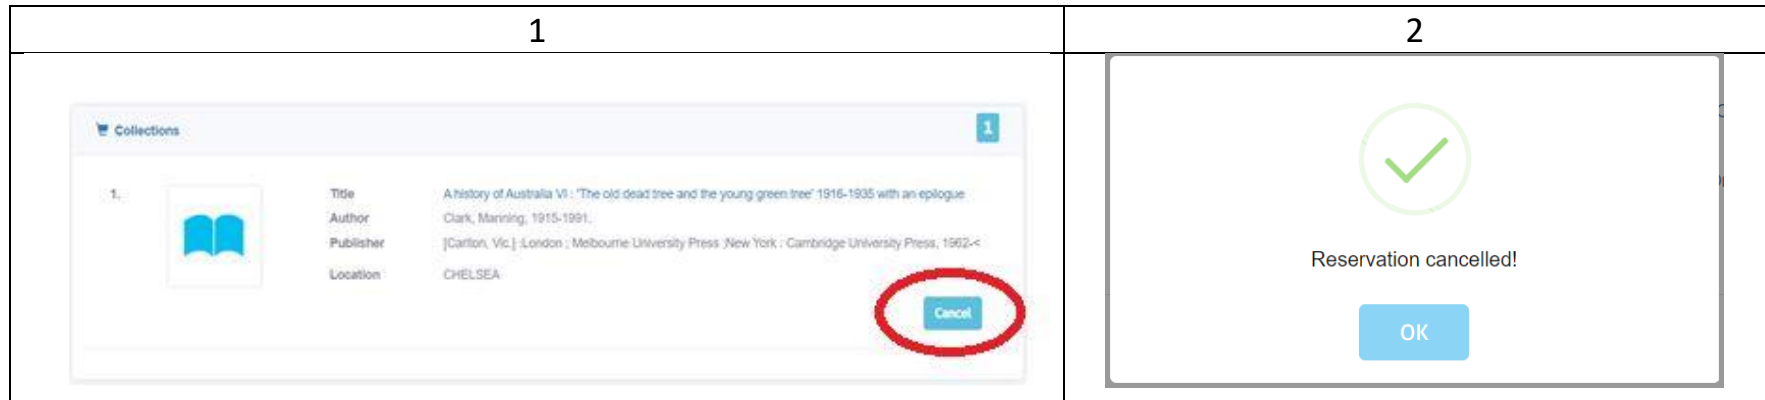 1
2
Collections
1
1.
Title A history of Australia VI : 'The old dead tree and the young green tree' 1916-1935 with an epilogue
Author Clark, Manning, 1915-1991.
Publisher [Carlton, Vic.] :London ; Melbourne University Press ;New York : Cambridge University Press, 1962-<
Location CHELSEA
Cancel
Reservation cancelled!
OK